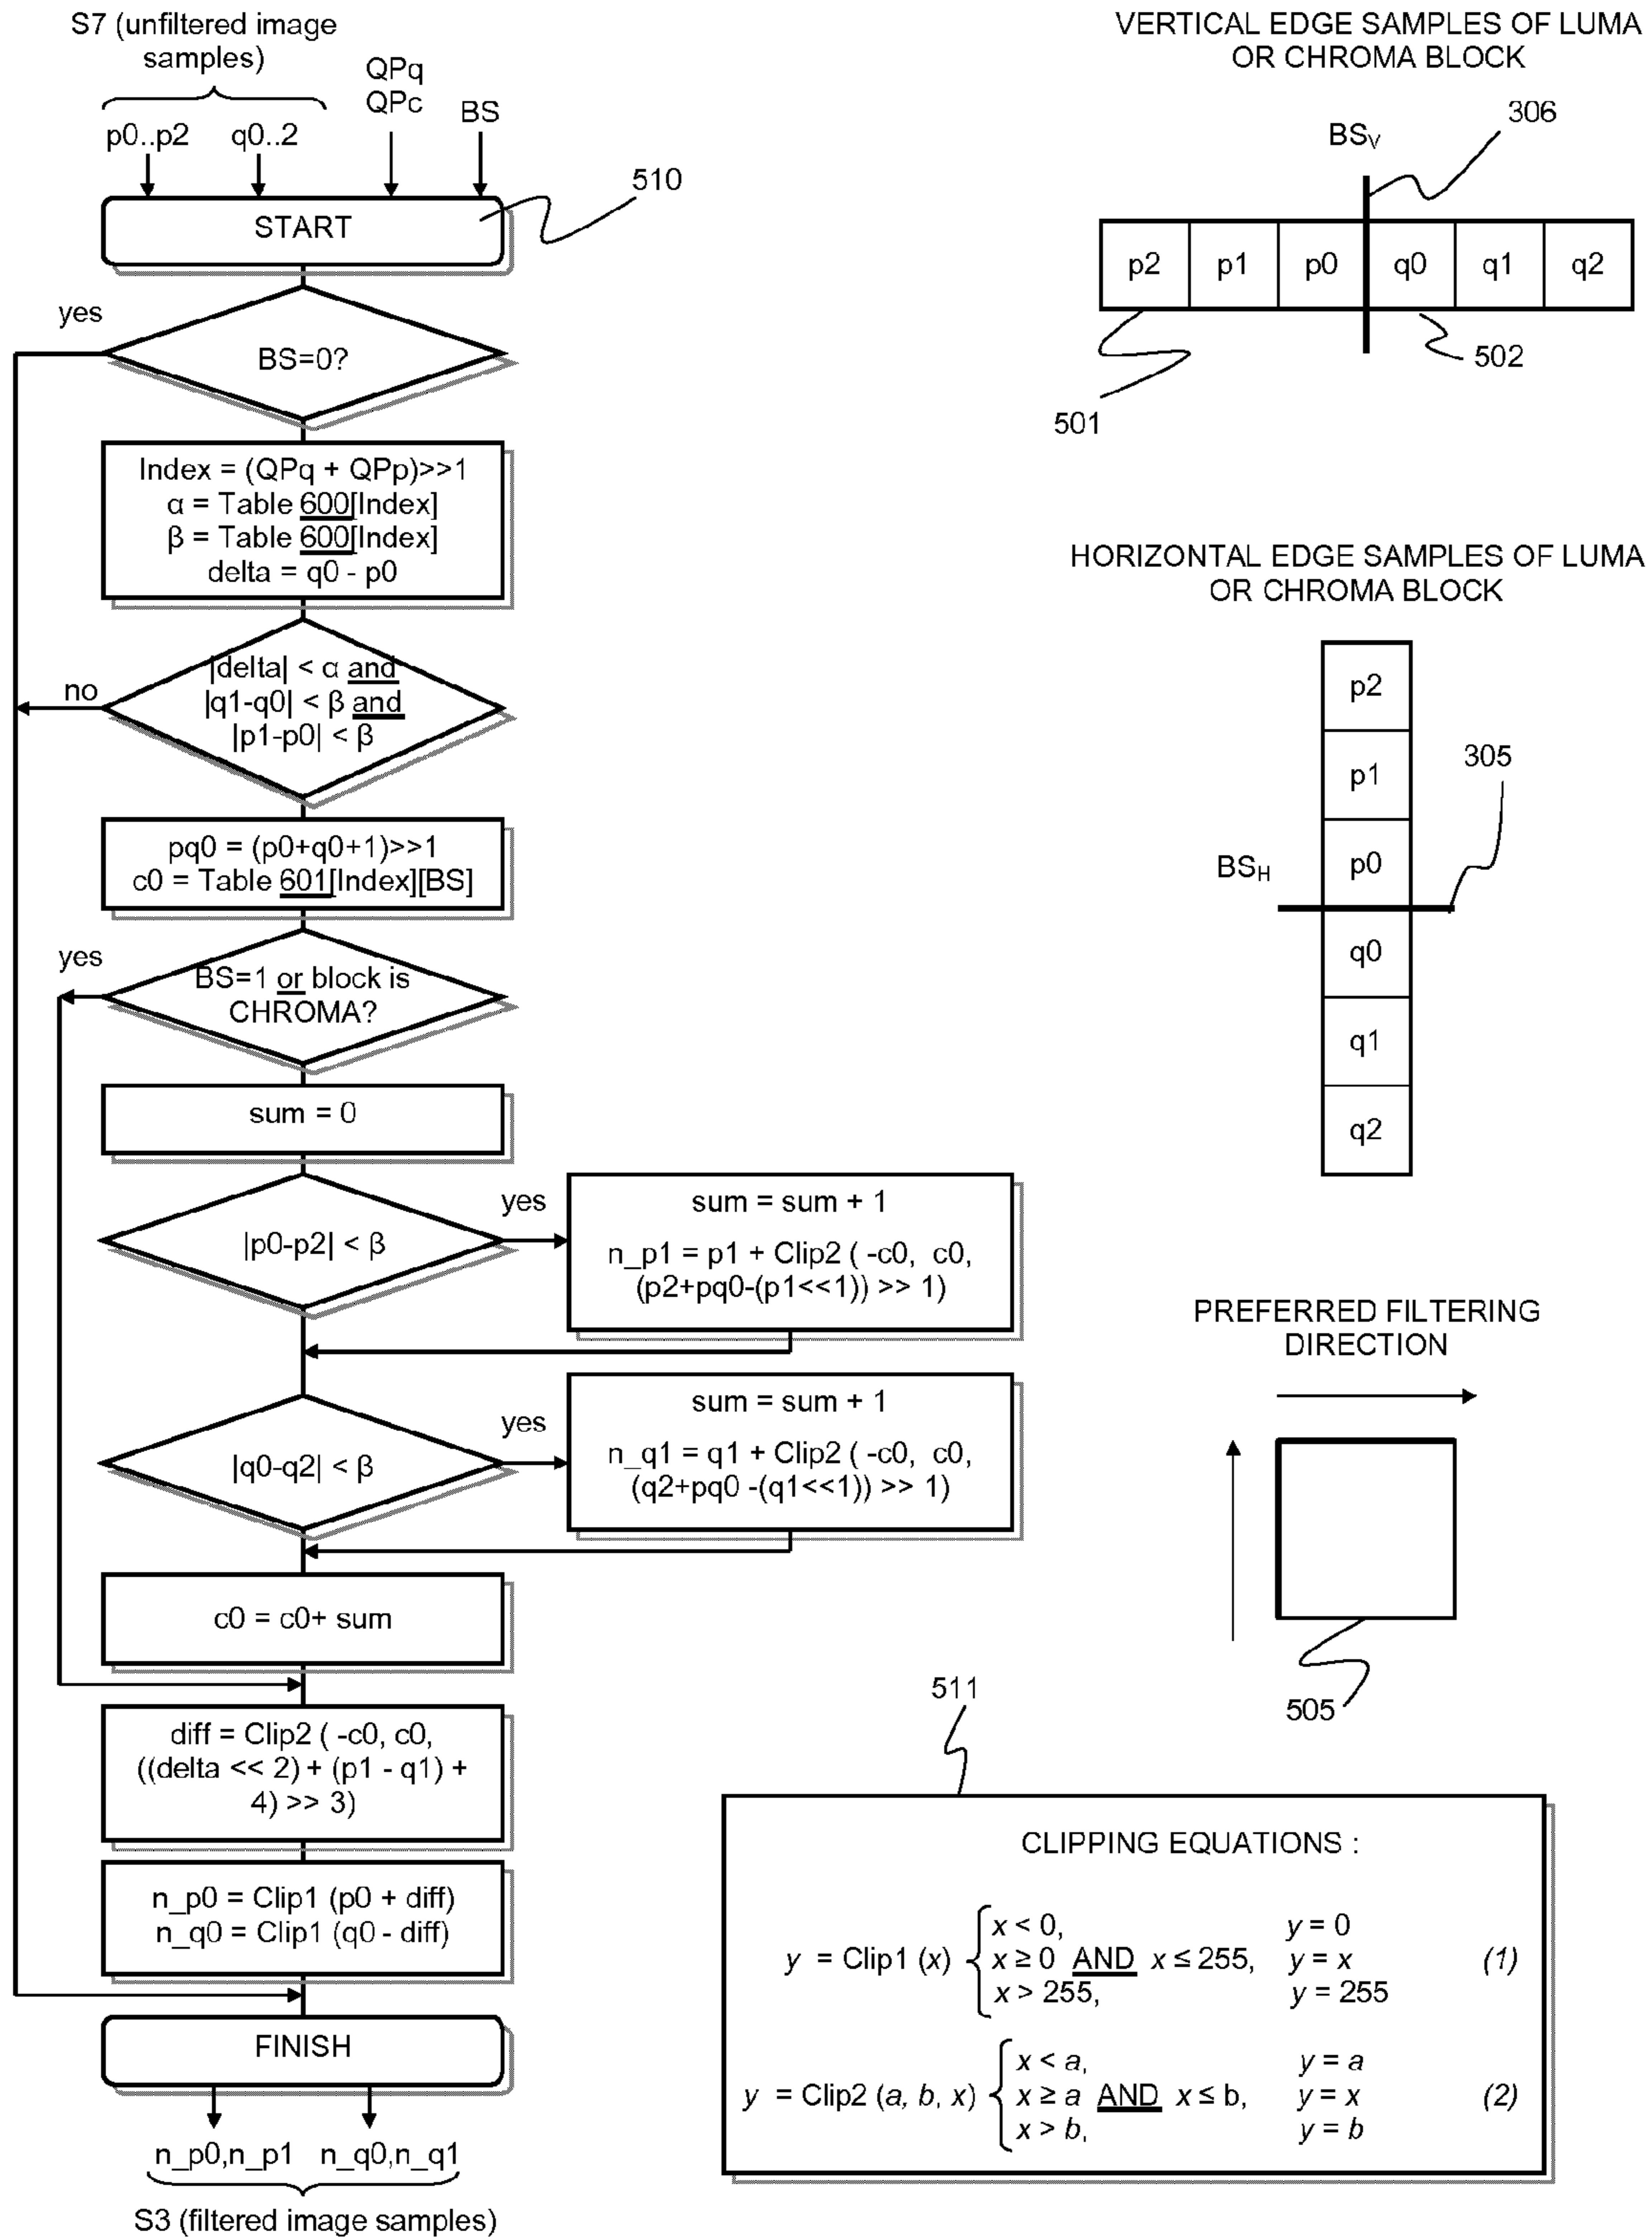 S7 (unfiltered image
samples)
p0..p2
q0..2
QPq
QPc
BS
510
START
yes
BS=0?
Index = (QPq + QPp)>>1
α = Table 600[Index]
β = Table 600[Index]
delta = q0 - p0
no
|delta| < α and
|q1-q0| < β and
|p1-p0| < β
pq0 = (p0+q0+1)>>1
c0 = Table 601[Index][BS]
yes
BS=1 or block is
CHROMA?
sum = 0
|p0-p2| < β
yes
sum = sum + 1
n_p1 = p1 + Clip2 ( -c0, c0,
(p2+pq0-(p1<<1)) >> 1)
|q0-q2| < β
yes
sum = sum + 1
n_q1 = q1 + Clip2 ( -c0, c0,
(q2+pq0 -(q1<<1)) >> 1)
c0 = c0+ sum
diff = Clip2 ( -c0, c0,
((delta << 2) + (p1 - q1) +
4) >> 3)
n_p0 = Clip1 (p0 + diff)
n_q0 = Clip1 (q0 - diff)
FINISH
n_p0,n_p1 n_q0,n_q1
S3 (filtered image samples)
VERTICAL EDGE SAMPLES OF LUMA
OR CHROMA BLOCK
BSV
306
p2 p1 p0 q0 q1 q2
501
502
HORIZONTAL EDGE SAMPLES OF LUMA
OR CHROMA BLOCK
p2
p1
p0
BSH
305
q0
q1
q2
PREFERRED FILTERING
DIRECTION
505
511
CLIPPING EQUATIONS :
x < 0, y = 0
y = Clip1 (x) { x ≥ 0 AND x ≤ 255, y = x (1)
x > 255, y = 255
x < a, y = a
y = Clip2 (a, b, x) { x ≥ a AND x ≤ b, y = x (2)
x > b, y = b